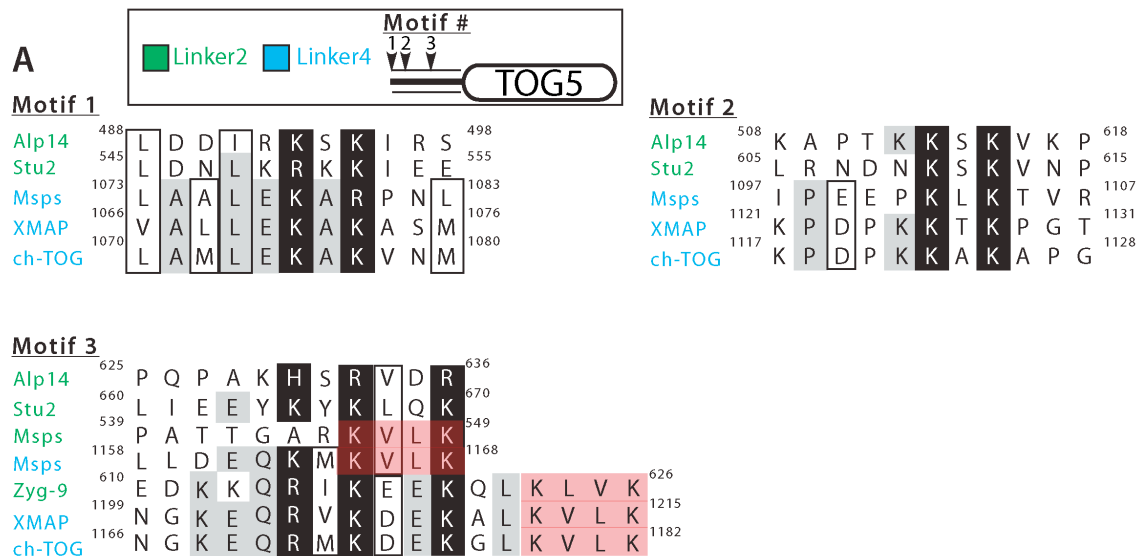 Motif #
1 2 3
A Linker2 Linker4 TOG5
Motif 1
Alp14 488 L D D I R K S K I R S 498
Stu2 545 L D N L K R K K I E E 555
Msps 1073 L A A L E K A R P N L 1083
XMAP 1066 V A L L E K A K A S M 1076
ch-TOG 1070 L A M L E K A K V N M 1080
Motif 2
Alp14 508 K A P T K K S K V K P 618
Stu2 605 L R N D N K S K V N P 615
Msps 1097 I P E E P K L K T V R 1107
XMAP 1121 K P D P K K T K P G T 1131
ch-TOG 1117 K P D P K K A K A P G 1128
Motif 3
Alp14 625 P Q P A K H S R V D R 636
Stu2 660 L I E E Y K Y K L Q K 670
Msps 539 P A T T G A R K V L K 549
Msps 1158 L L D E Q K M K V L K 1168
Zyg-9 610 E D K K Q R I K E E K Q L K L V K 626
XMAP 1199 N G K E Q R V K D E K A L K V L K 1215
ch-TOG 1166 N G K E Q R M K D E K G L K V L K 1182